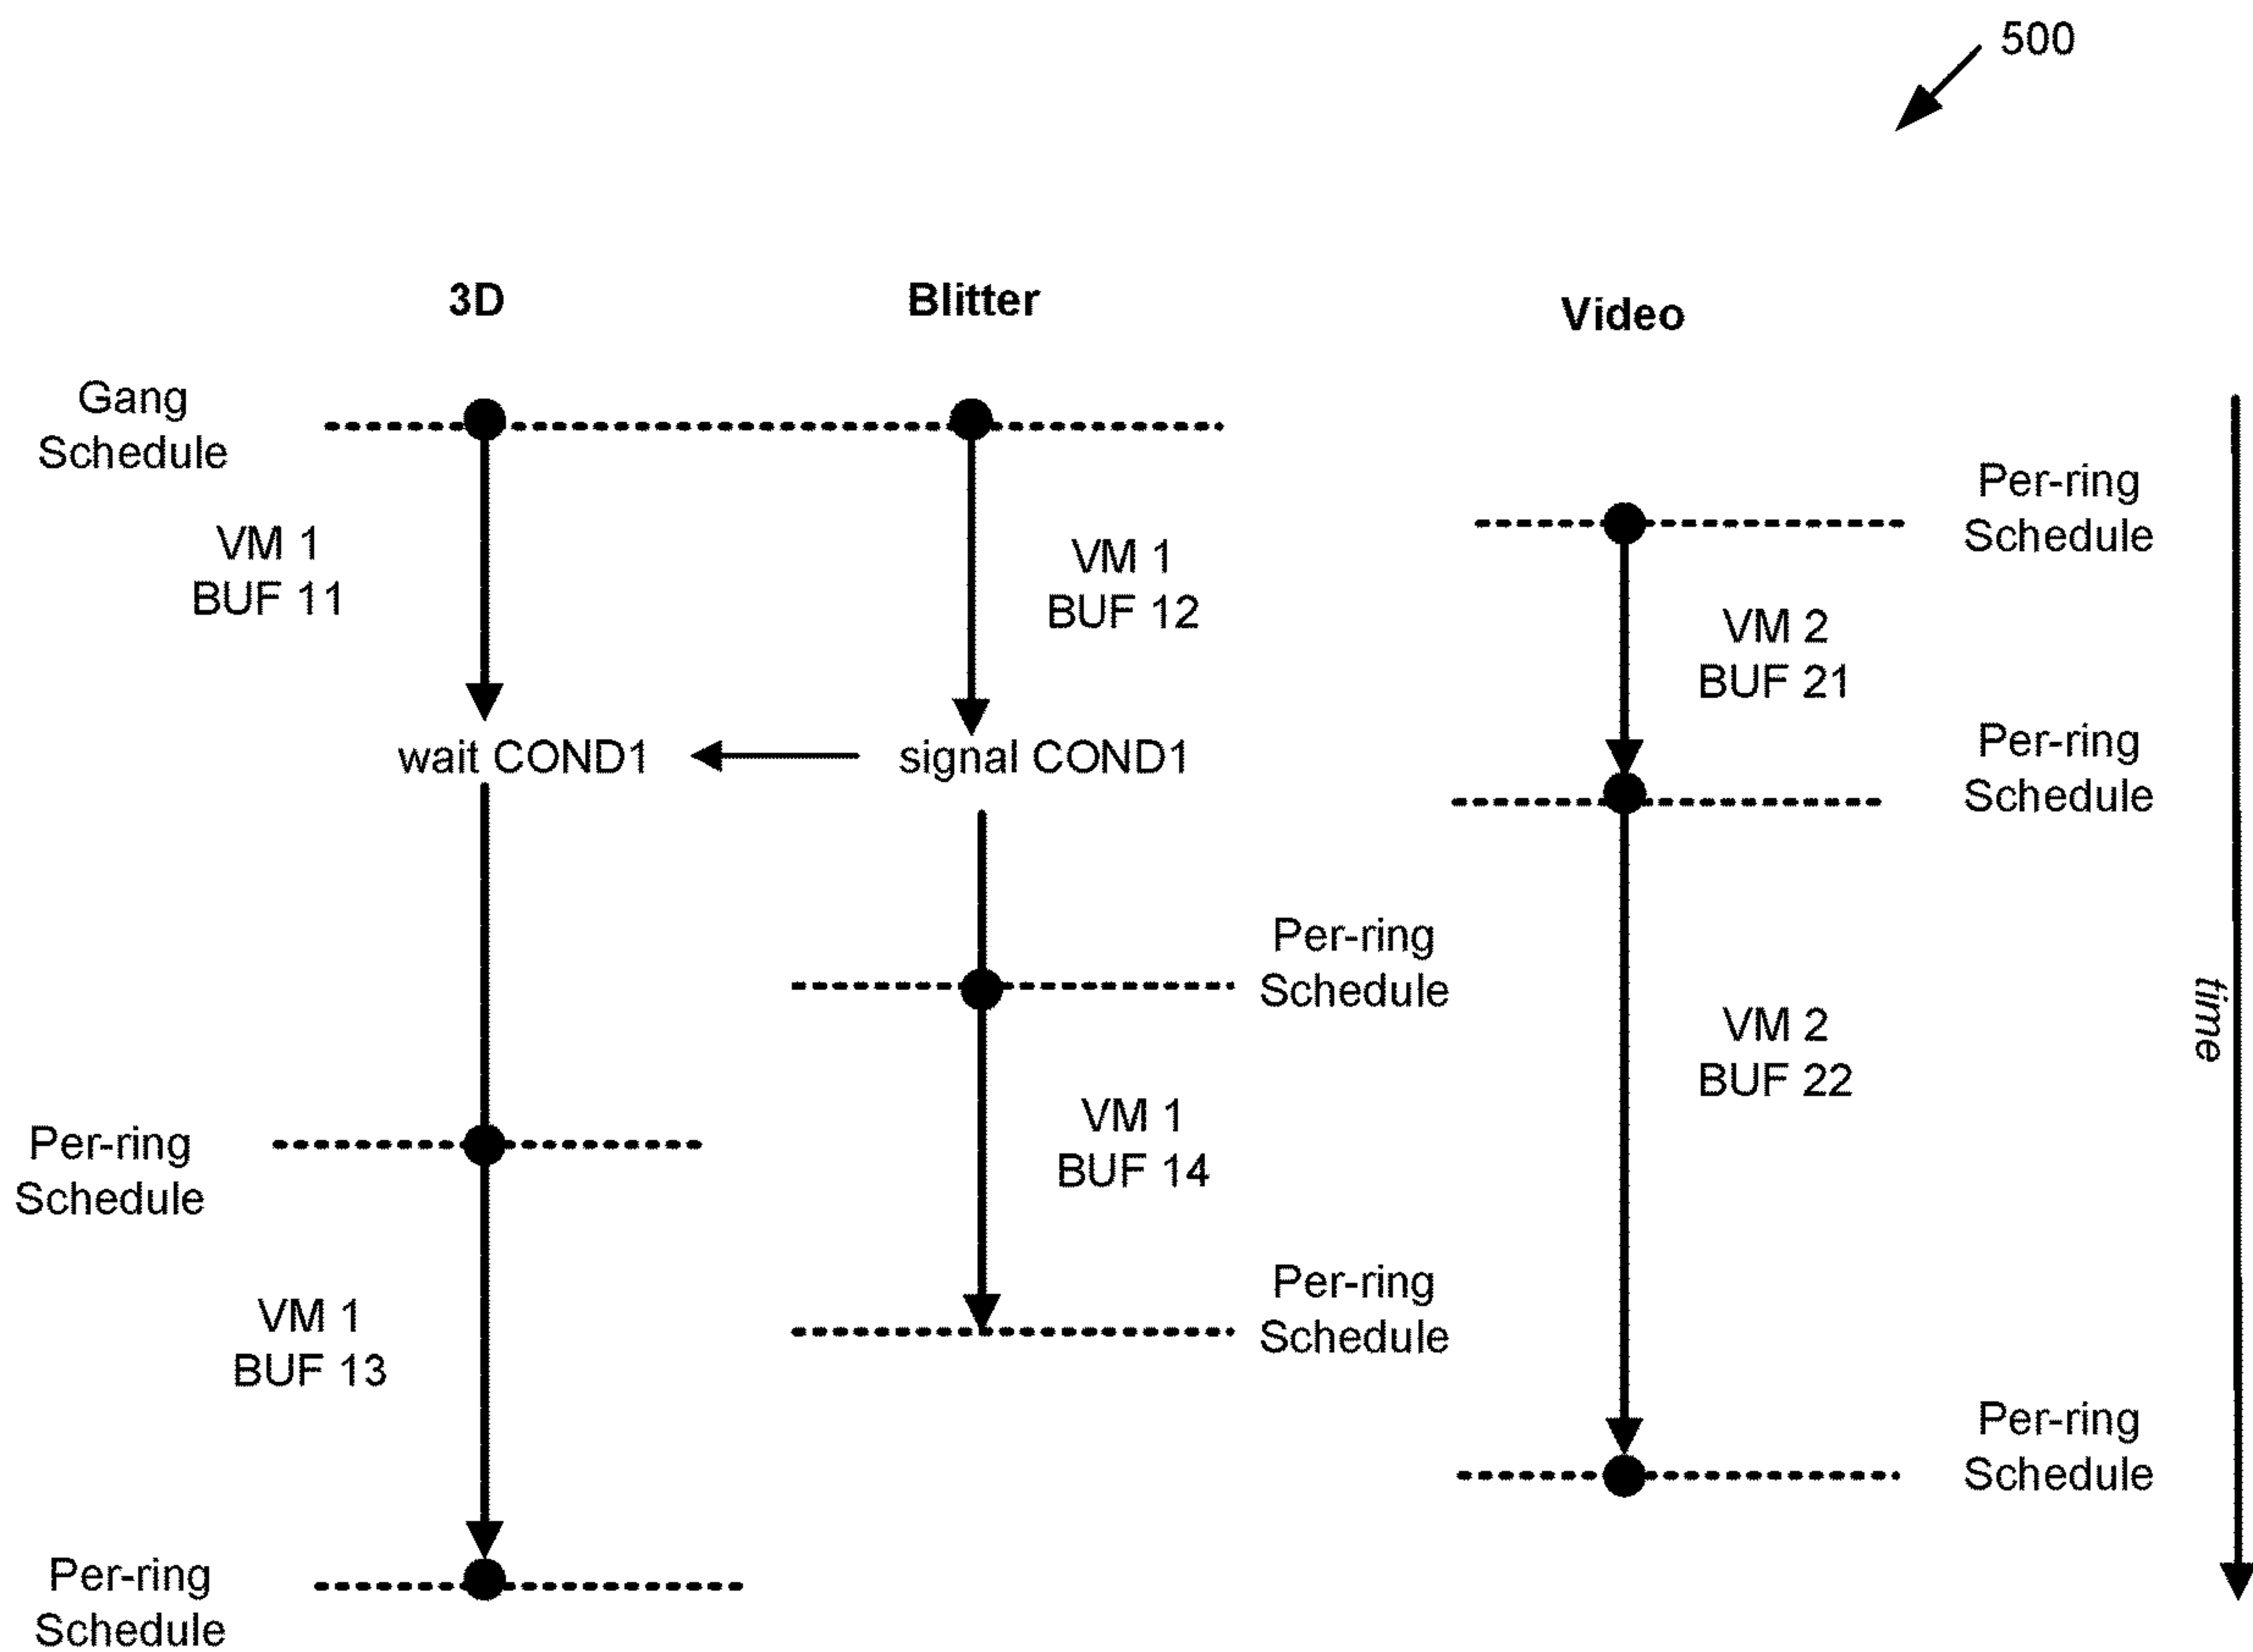 500
3D
Blitter
Video
Gang
Schedule
Per-ring
Schedule
VM 1
BUF 11
VM 1
BUF 12
VM 2
BUF 21
wait COND1
signal COND1
Per-ring
Schedule
Per-ring
Schedule
VM 2
BUF 22
time
Per-ring
Schedule
VM 1
BUF 14
Per-ring
Schedule
VM 1
BUF 13
Per-ring
Schedule
Per-ring
Schedule